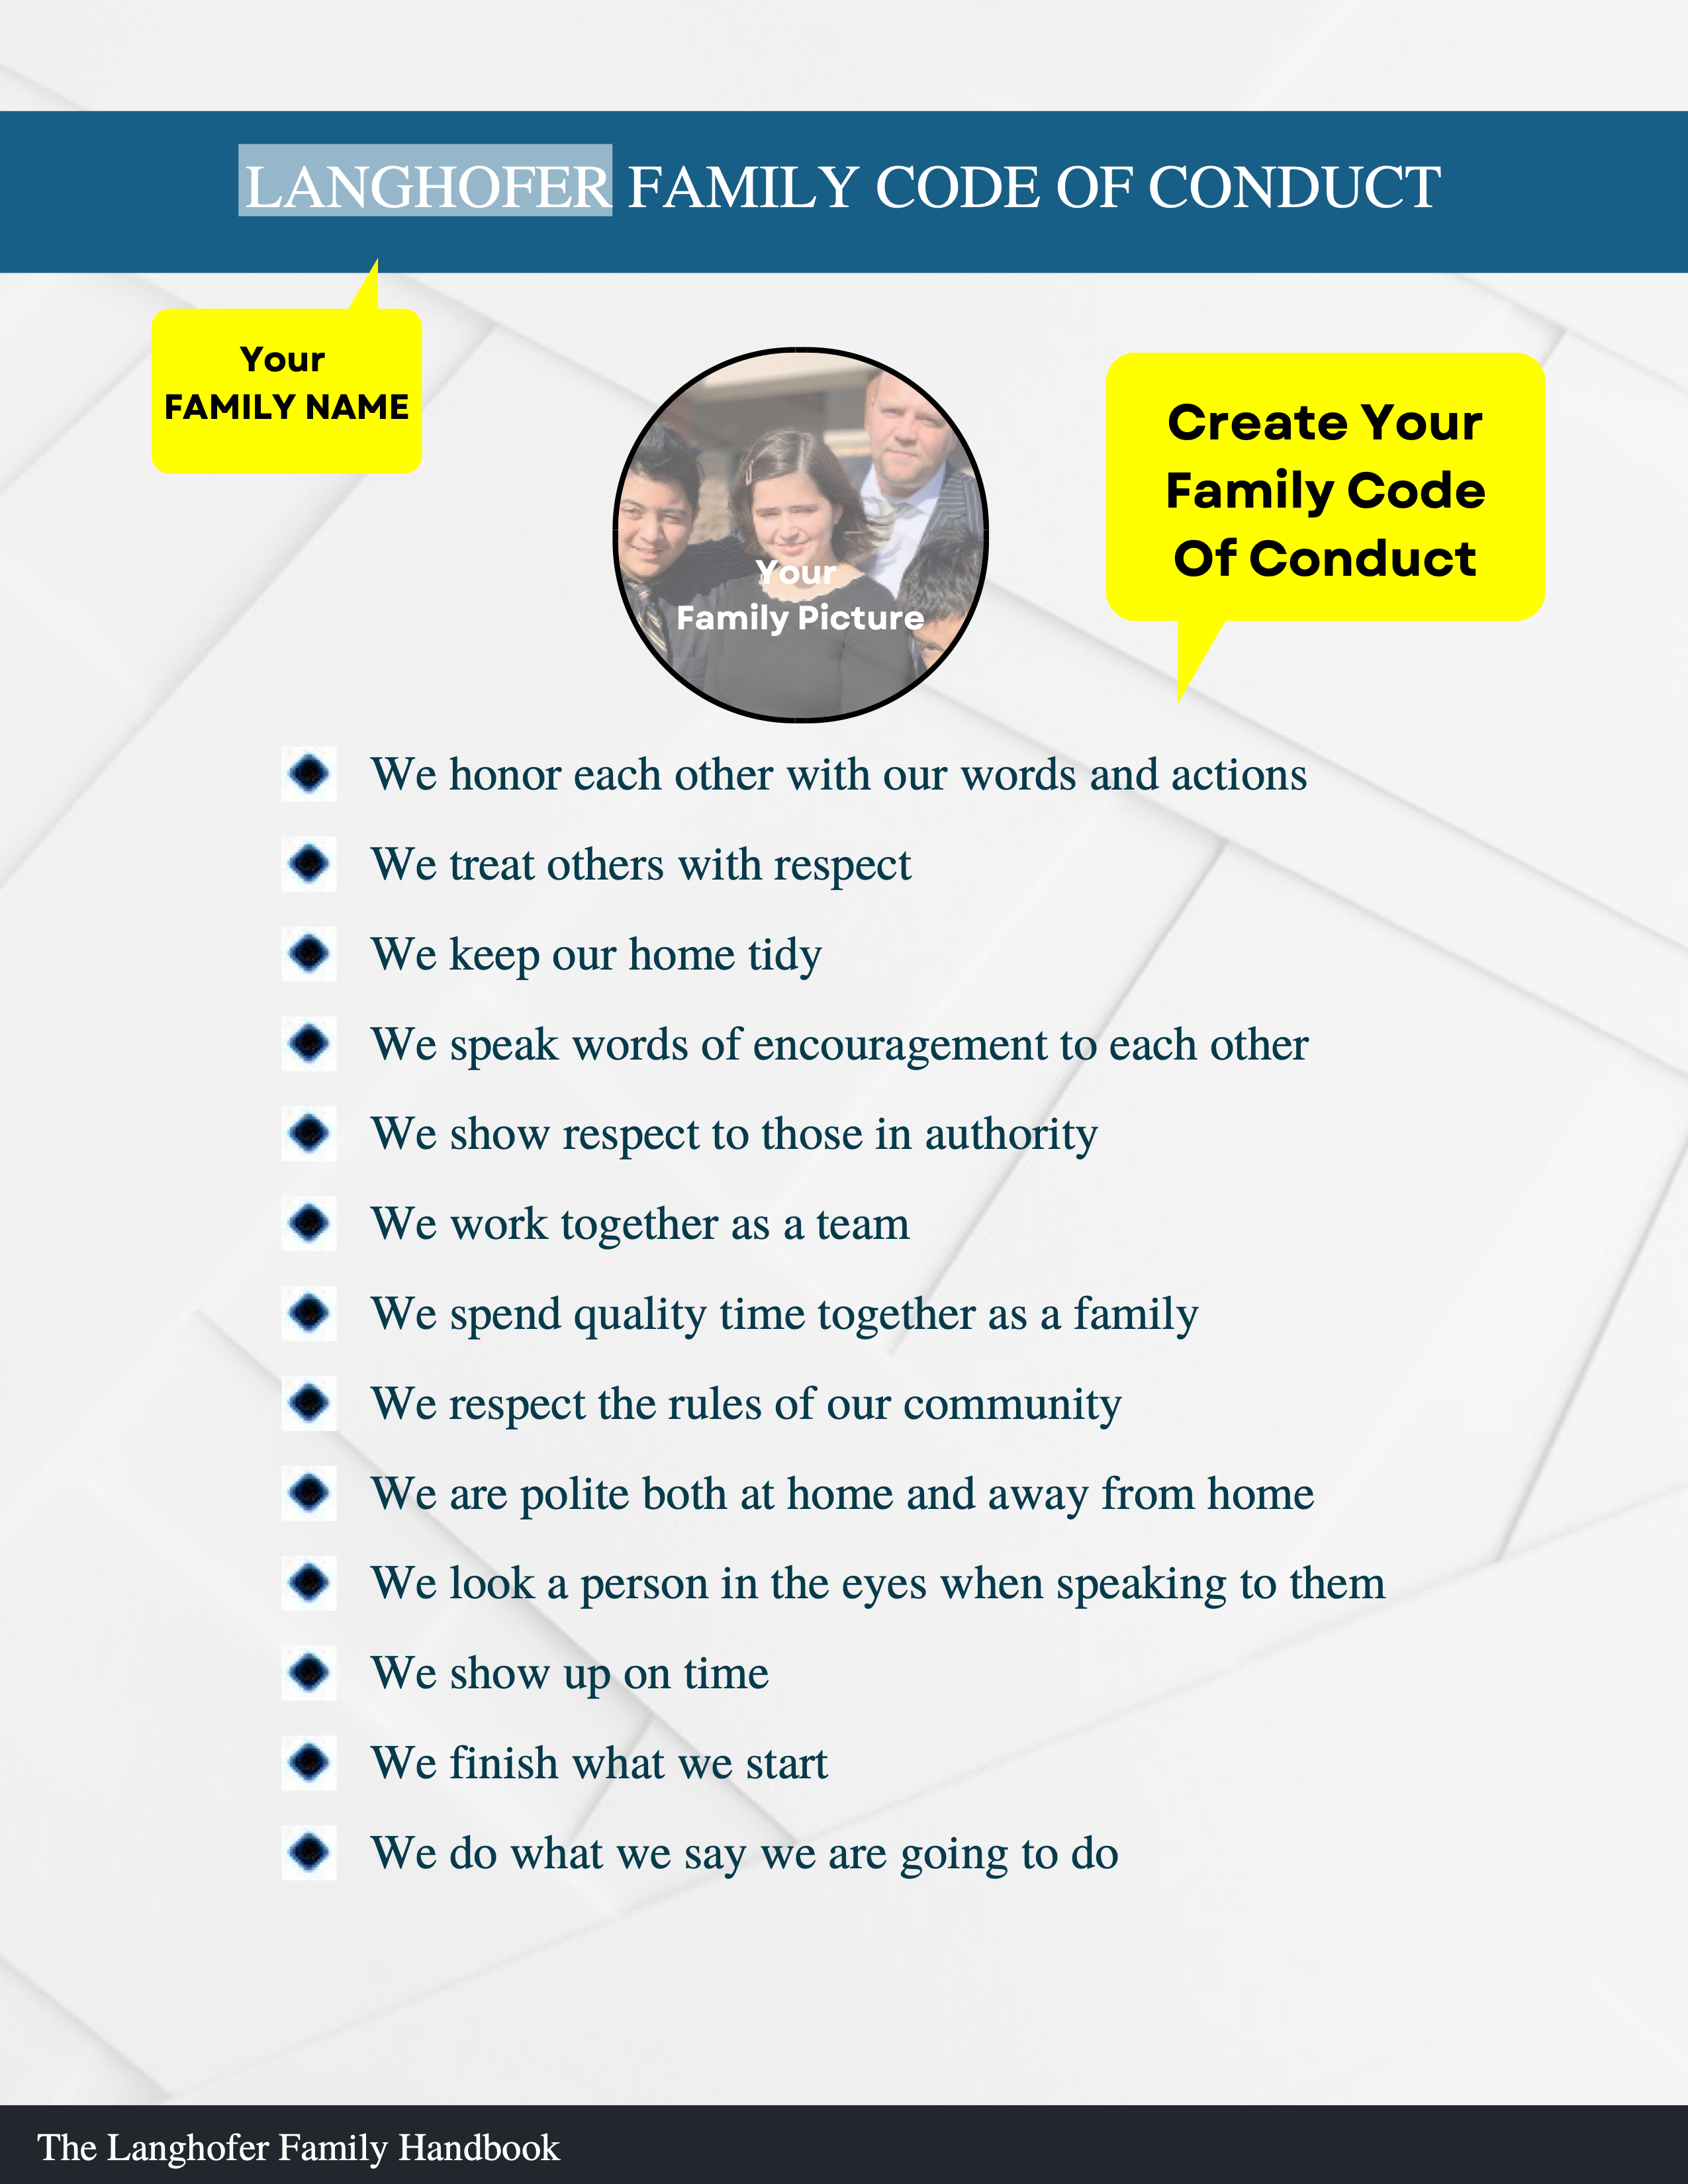 LANGHOFER FAMILY CODE OF CONDUCT
Your
FAMILY NAME
Your
Family Picture
Create Your
Family Code
Of Conduct
We honor each other with our words and actions
We treat others with respect
We keep our home tidy
We speak words of encouragement to each other
We show respect to those in authority
We work together as a team
We spend quality time together as a family
We respect the rules of our community
We are polite both at home and away from home
We look a person in the eyes when speaking to them
We show up on time
We finish what we start
We do what we say we are going to do
The Langhofer Family Handbook